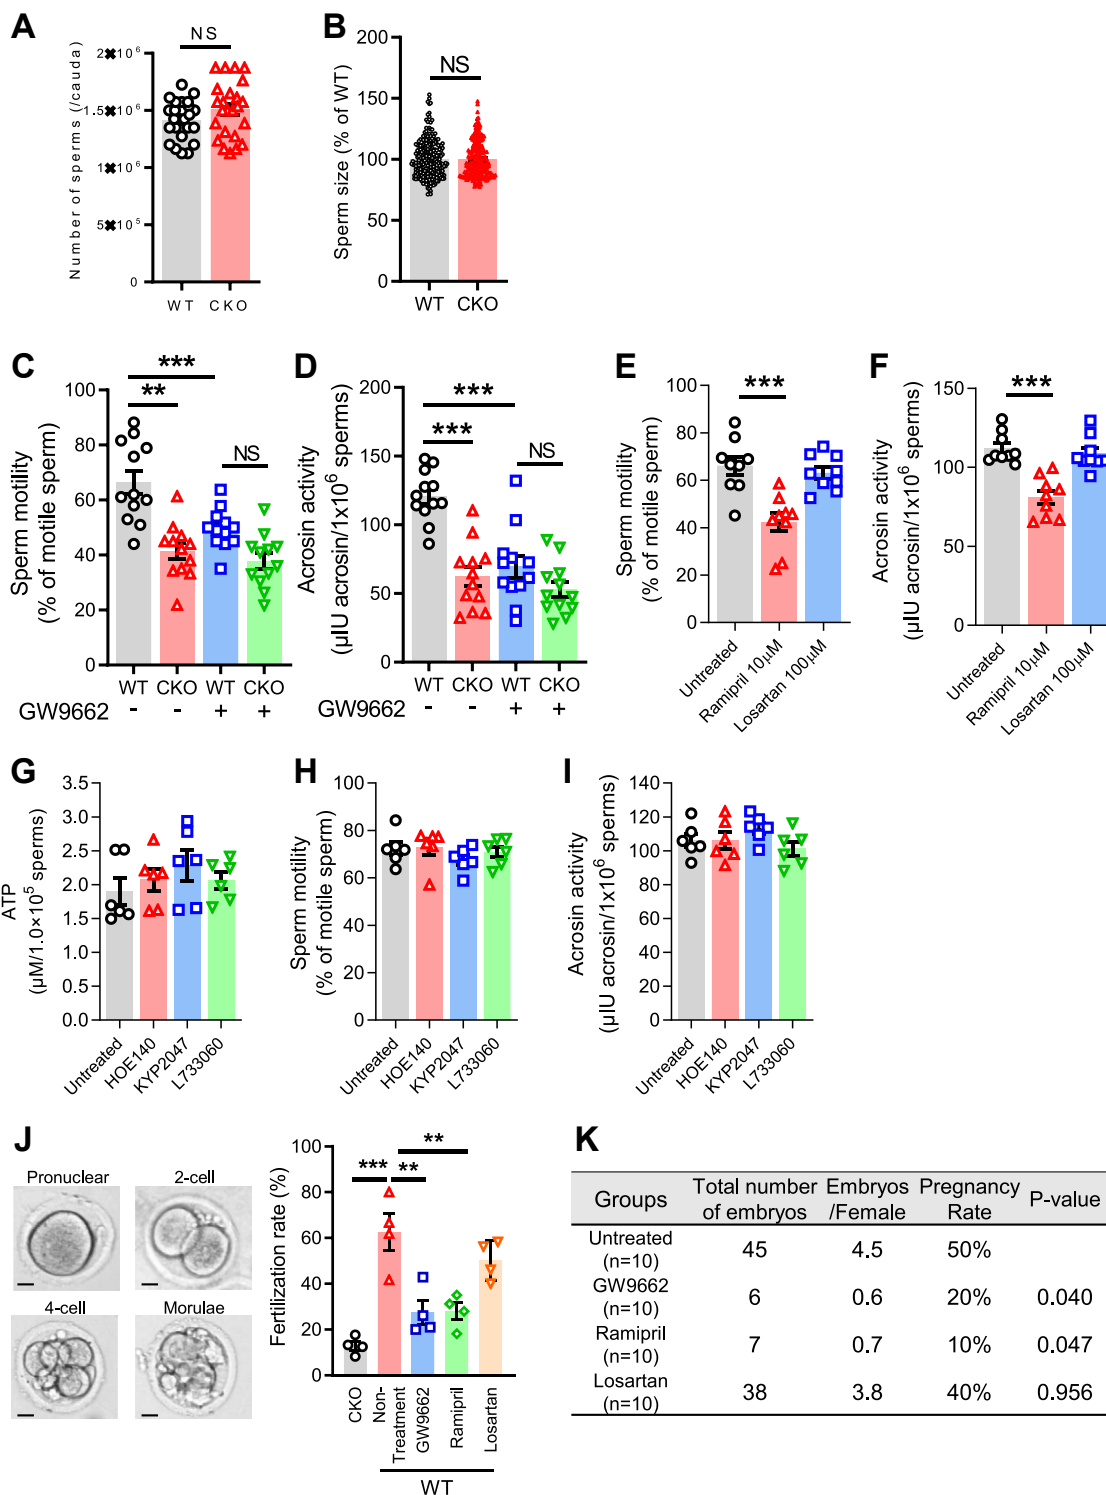 A
NS
Number of sperms (/cauda)
2✖10⁶
1.5✖10⁶
1✖10⁶
5✖10⁵
0
WT CKO
B
NS
Sperm size (% of WT)
200
150
100
50
0
WT CKO
C
***
**
NS
Sperm motility
(% of motile sperm)
100
80
60
40
20
0
WT CKO WT CKO
GW9662 - - + +
D
***
***
NS
Acrosin activity
(µIU acrosin/1x10⁶ sperms)
200
150
100
50
0
WT CKO WT CKO
GW9662 - - + +
E
***
Sperm motility
(% of motile sperm)
100
80
60
40
20
0
Untreated
Ramipril 10µM
Losartan 100µM
F
***
Acrosin activity
(µIU acrosin/1x10⁶ sperms)
150
100
50
0
Untreated
Ramipril 10µM
Losartan 100µM
G
ATP
(µM/1.0×10⁵ sperms)
3.5
3.0
2.5
2.0
1.5
1.0
0.5
0.0
Untreated
HOE140
KYP2047
L733060
H
Sperm motility
(% of motile sperm)
100
80
60
40
20
0
Untreated
HOE140
KYP2047
L733060
I
Acrosin activity
(µIU acrosin/1x10⁶ sperms)
140
120
100
80
60
40
20
0
Untreated
HOE140
KYP2047
L733060
J
Pronuclear
2-cell
4-cell
Morulae
Fertilization rate (%)
100
80
60
40
20
0
***
**
**
CKO
Non-
Treatment
GW9662
Ramipril
Losartan
WT
K
Groups Total number of embryos Embryos /Female Pregnancy Rate P-value
Untreated (n=10) 45 4.5 50%
GW9662 (n=10) 6 0.6 20% 0.040
Ramipril (n=10) 7 0.7 10% 0.047
Losartan (n=10) 38 3.8 40% 0.956